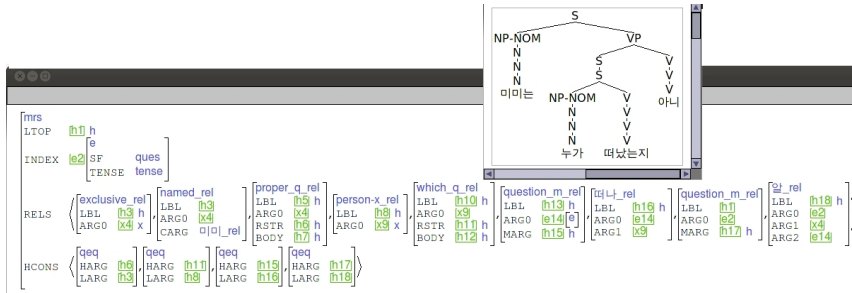 S
NP-NOM VP
N S V
N S V
N V
미미는 NP-NOM V 아니
N V
N V
N V
누가 떠났는지
mrs
LTOP h1 h
INDEX e2 e
SF ques
TENSE tense
RELS exclusive_rel LBL h3 h ARG0 x4 x
named_rel LBL h3 ARG0 x4 CARG 미미_rel
proper_q_rel LBL h5 h ARG0 x4 RSTR h6 h BODY h7 h
person-x_rel LBL h8 h ARG0 x9 x
which_q_rel LBL h10 h ARG0 x9 RSTR h11 h BODY h12 h
question_m_rel LBL h13 h ARG0 e14 e MARG h15 h
떠나_rel LBL h16 h ARG0 e14 ARG1 x9
question_m_rel LBL h1 ARG0 e2 MARG h17 h
알_rel LBL h18 h ARG0 e2 ARG1 x4 ARG2 e14
HCONS qeq HARG h6 LARG h3
qeq HARG h11 LARG h8
qeq HARG h15 LARG h16
qeq HARG h17 LARG h18